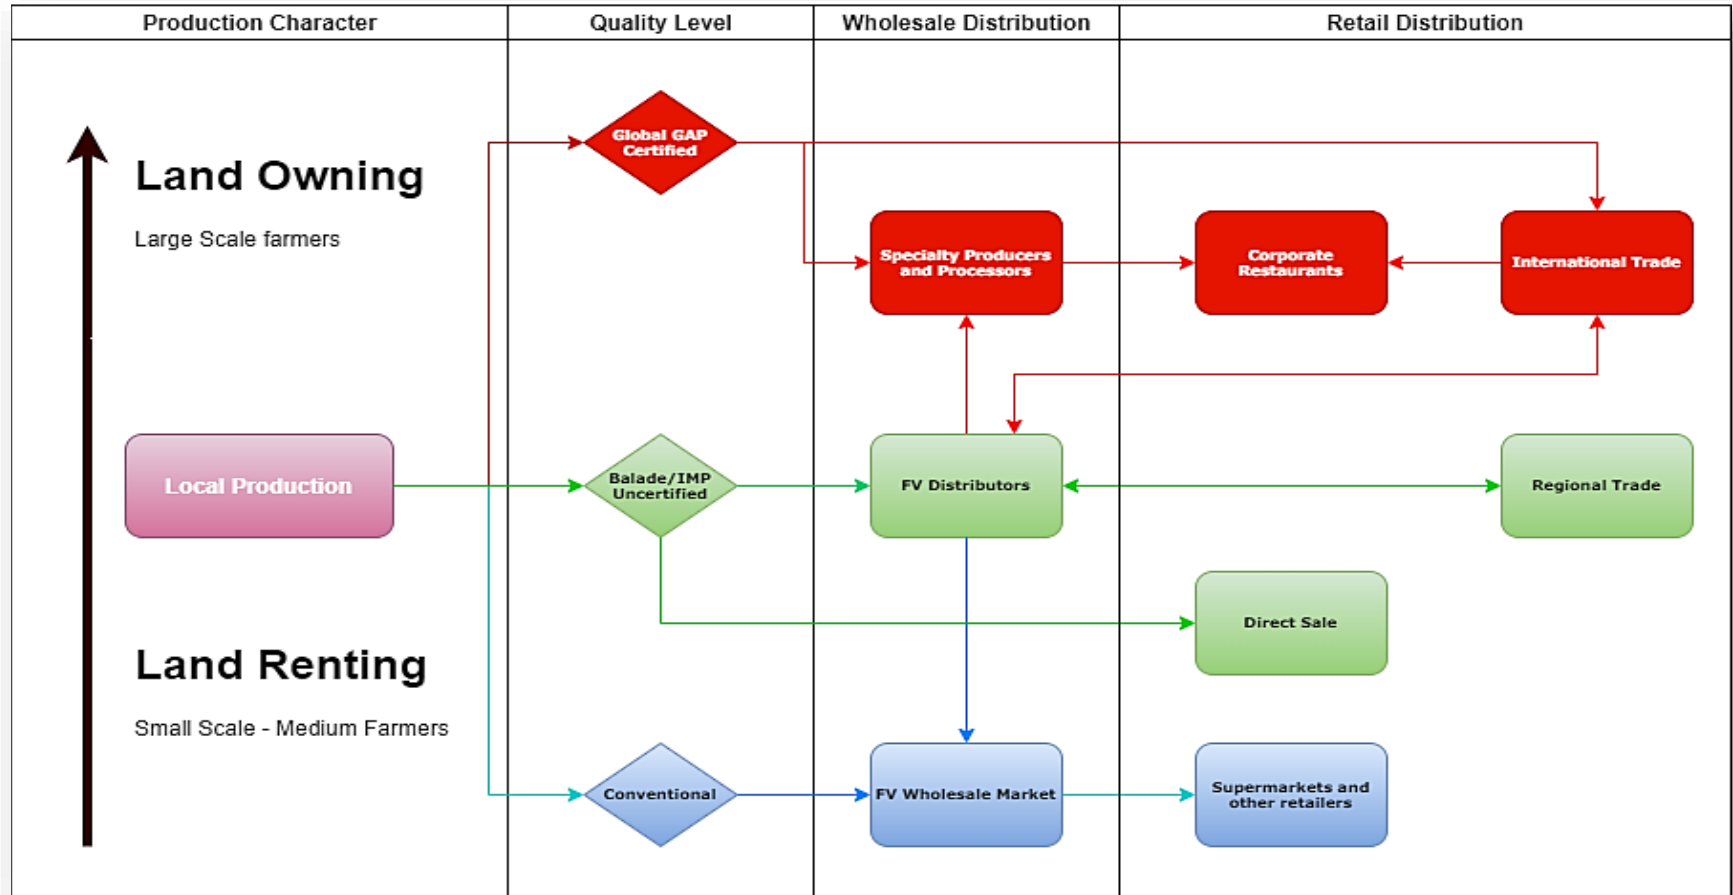 Production Character
Quality Level
Wholesale Distribution
Retail Distribution
Land Owning
Large Scale farmers
Global GAP
Certified
Specialty Producers
and Processors
Corporate
Restaurants
International Trade
Local Production
Balade/IMP
Uncertified
FV Distributors
Regional Trade
Direct Sale
Land Renting
Small Scale - Medium Farmers
Conventional
FV Wholesale Market
Supermarkets and
other retailers